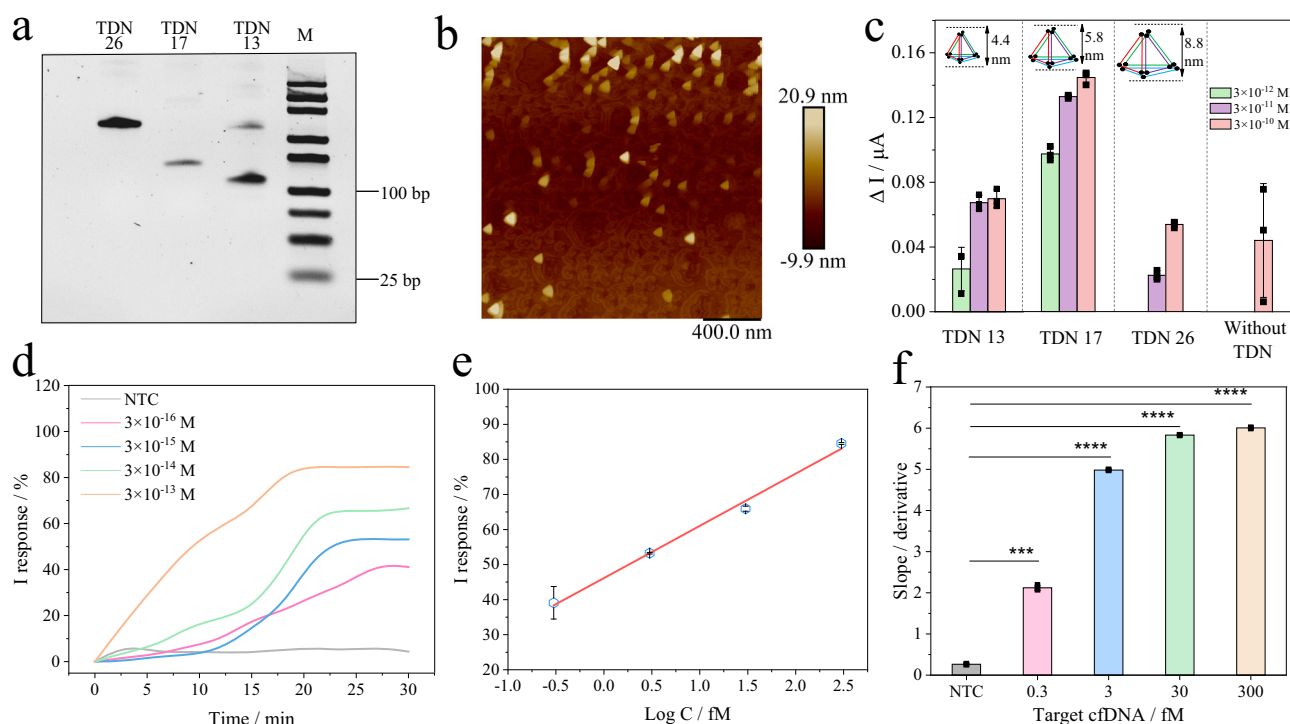 a
TDN TDN TDN M
26 17 13
100 bp
25 bp
b
20.9 nm
-9.9 nm
400.0 nm
c
0.16
0.12
0.08
0.04
0.00
Δ I / μA
4.4
nm
5.8
nm
8.8
nm
3×10⁻¹² M
3×10⁻¹¹ M
3×10⁻¹⁰ M
TDN 13 TDN 17 TDN 26 Without
TDN
d
120
100
80
60
40
20
0
I response / %
NTC
3×10⁻¹⁶ M
3×10⁻¹⁵ M
3×10⁻¹⁴ M
3×10⁻¹³ M
0 5 10 15 20 25 30
Time / min
e
100
90
80
70
60
50
40
30
20
I response / %
-1.0 -0.5 0.0 0.5 1.0 1.5 2.0 2.5
Log C / fM
f
6
5
4
3
2
1
0
Slope / derivative
***
****
****
****
NTC 0.3 3 30 300
Target cfDNA / fM